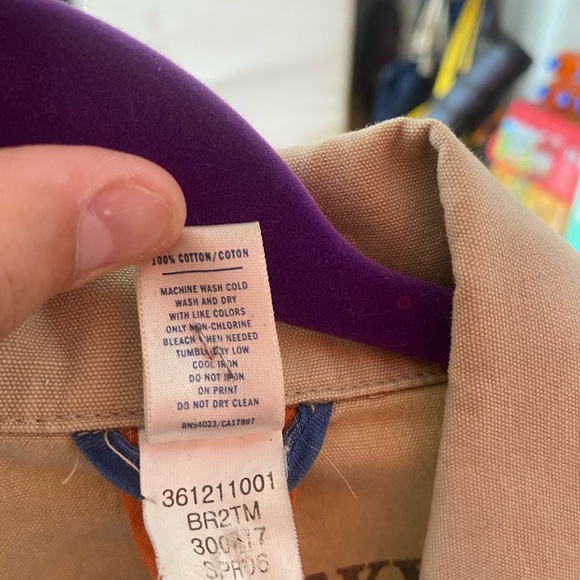 100% COTTON/COTON
MACHINE WASH COLD
WASH AND DRY
WITH LIKE COLORS
ONLY NON-CHLORINE
BLEACH WHEN NEEDED
TUMBLE DRY LOW
COOL IRON
DO NOT IRON
ON PRINT
DO NOT DRY CLEAN
RN54023/CA17897
361211001
BR2TM
SPR06